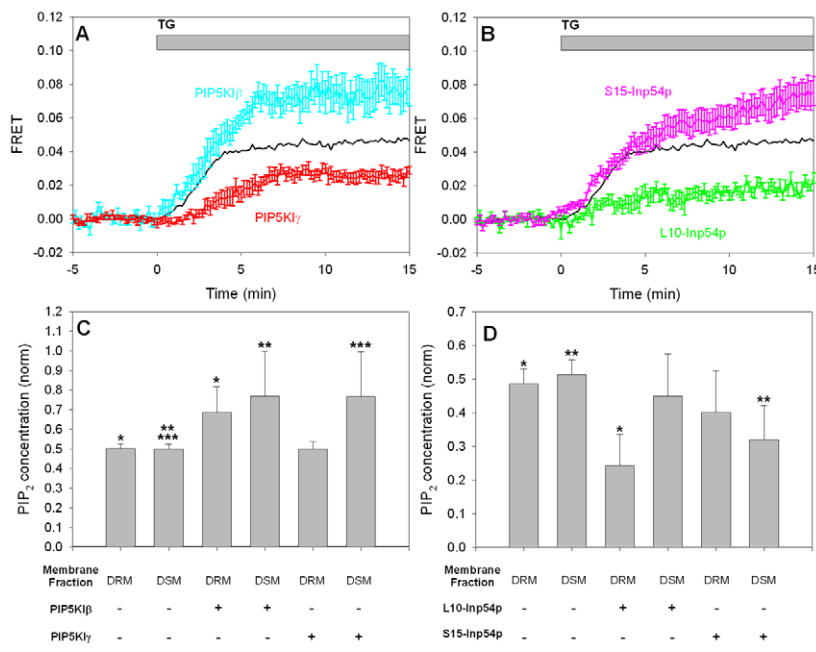 A
TG
PIP5KIβ
PIP5KIγ
FRET
0.12
0.10
0.08
0.06
0.04
0.02
0.00
-0.02
-5
0
5
10
15
Time (min)
B
TG
S15-Inp54p
L10-Inp54p
FRET
0.12
0.10
0.08
0.06
0.04
0.02
0.00
-0.02
-5
0
5
10
15
Time (min)
C
PIP2 concentration (norm)
1.2
1.1
1.0
0.9
0.8
0.7
0.6
0.5
0.4
0.3
0.2
0.1
0.0
*
**
***
*
**
***
Membrane
Fraction DRM DSM DRM DSM DRM DSM
PIP5KIβ - - + + - -
PIP5KIγ - - - - + +
D
PIP2 concentration (norm)
0.7
0.6
0.5
0.4
0.3
0.2
0.1
0.0
*
**
*
**
Membrane
Fraction DRM DSM DRM DSM DRM DSM
L10-Inp54p - - + + - -
S15-Inp54p - - - - + +